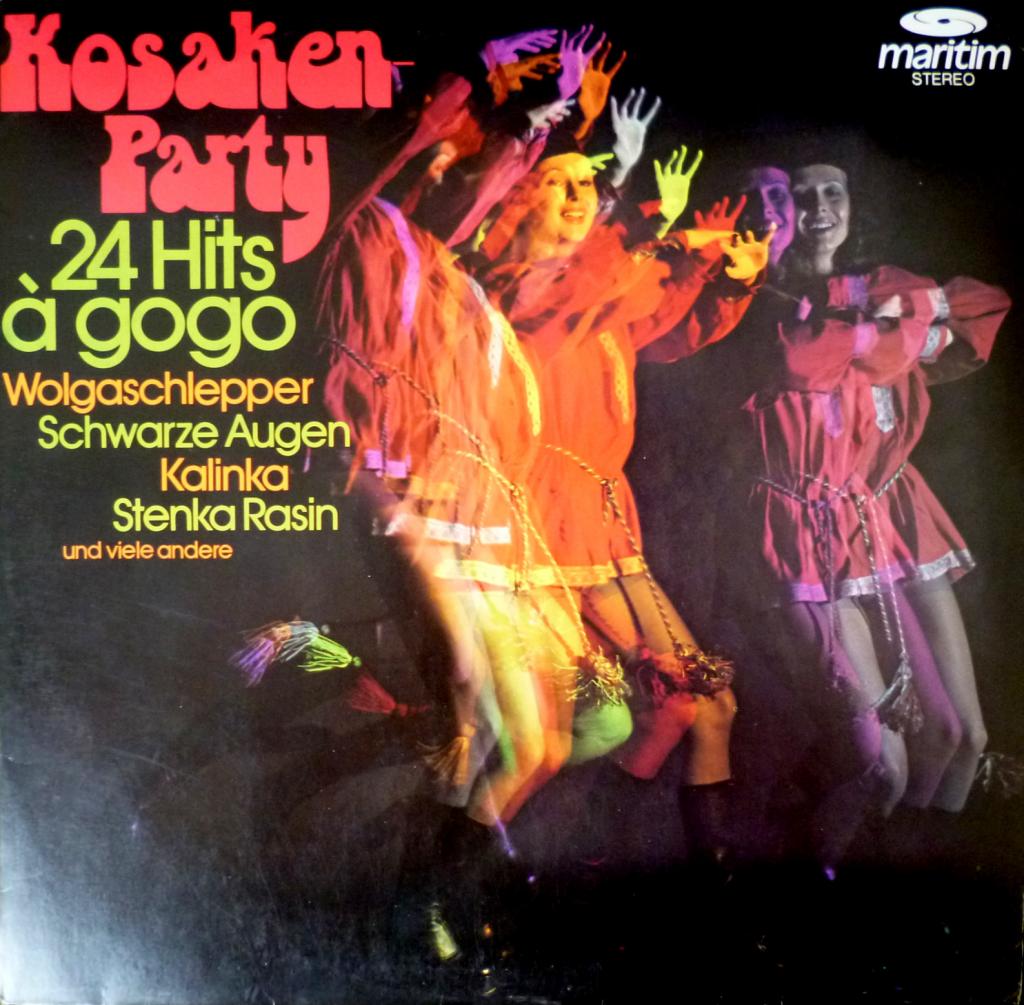 Kosaken-
Party
24 Hits
à gogo
Wolgaschlepper
Schwarze Augen
Kalinka
Stenka Rasin
und viele andere
maritim
STEREO